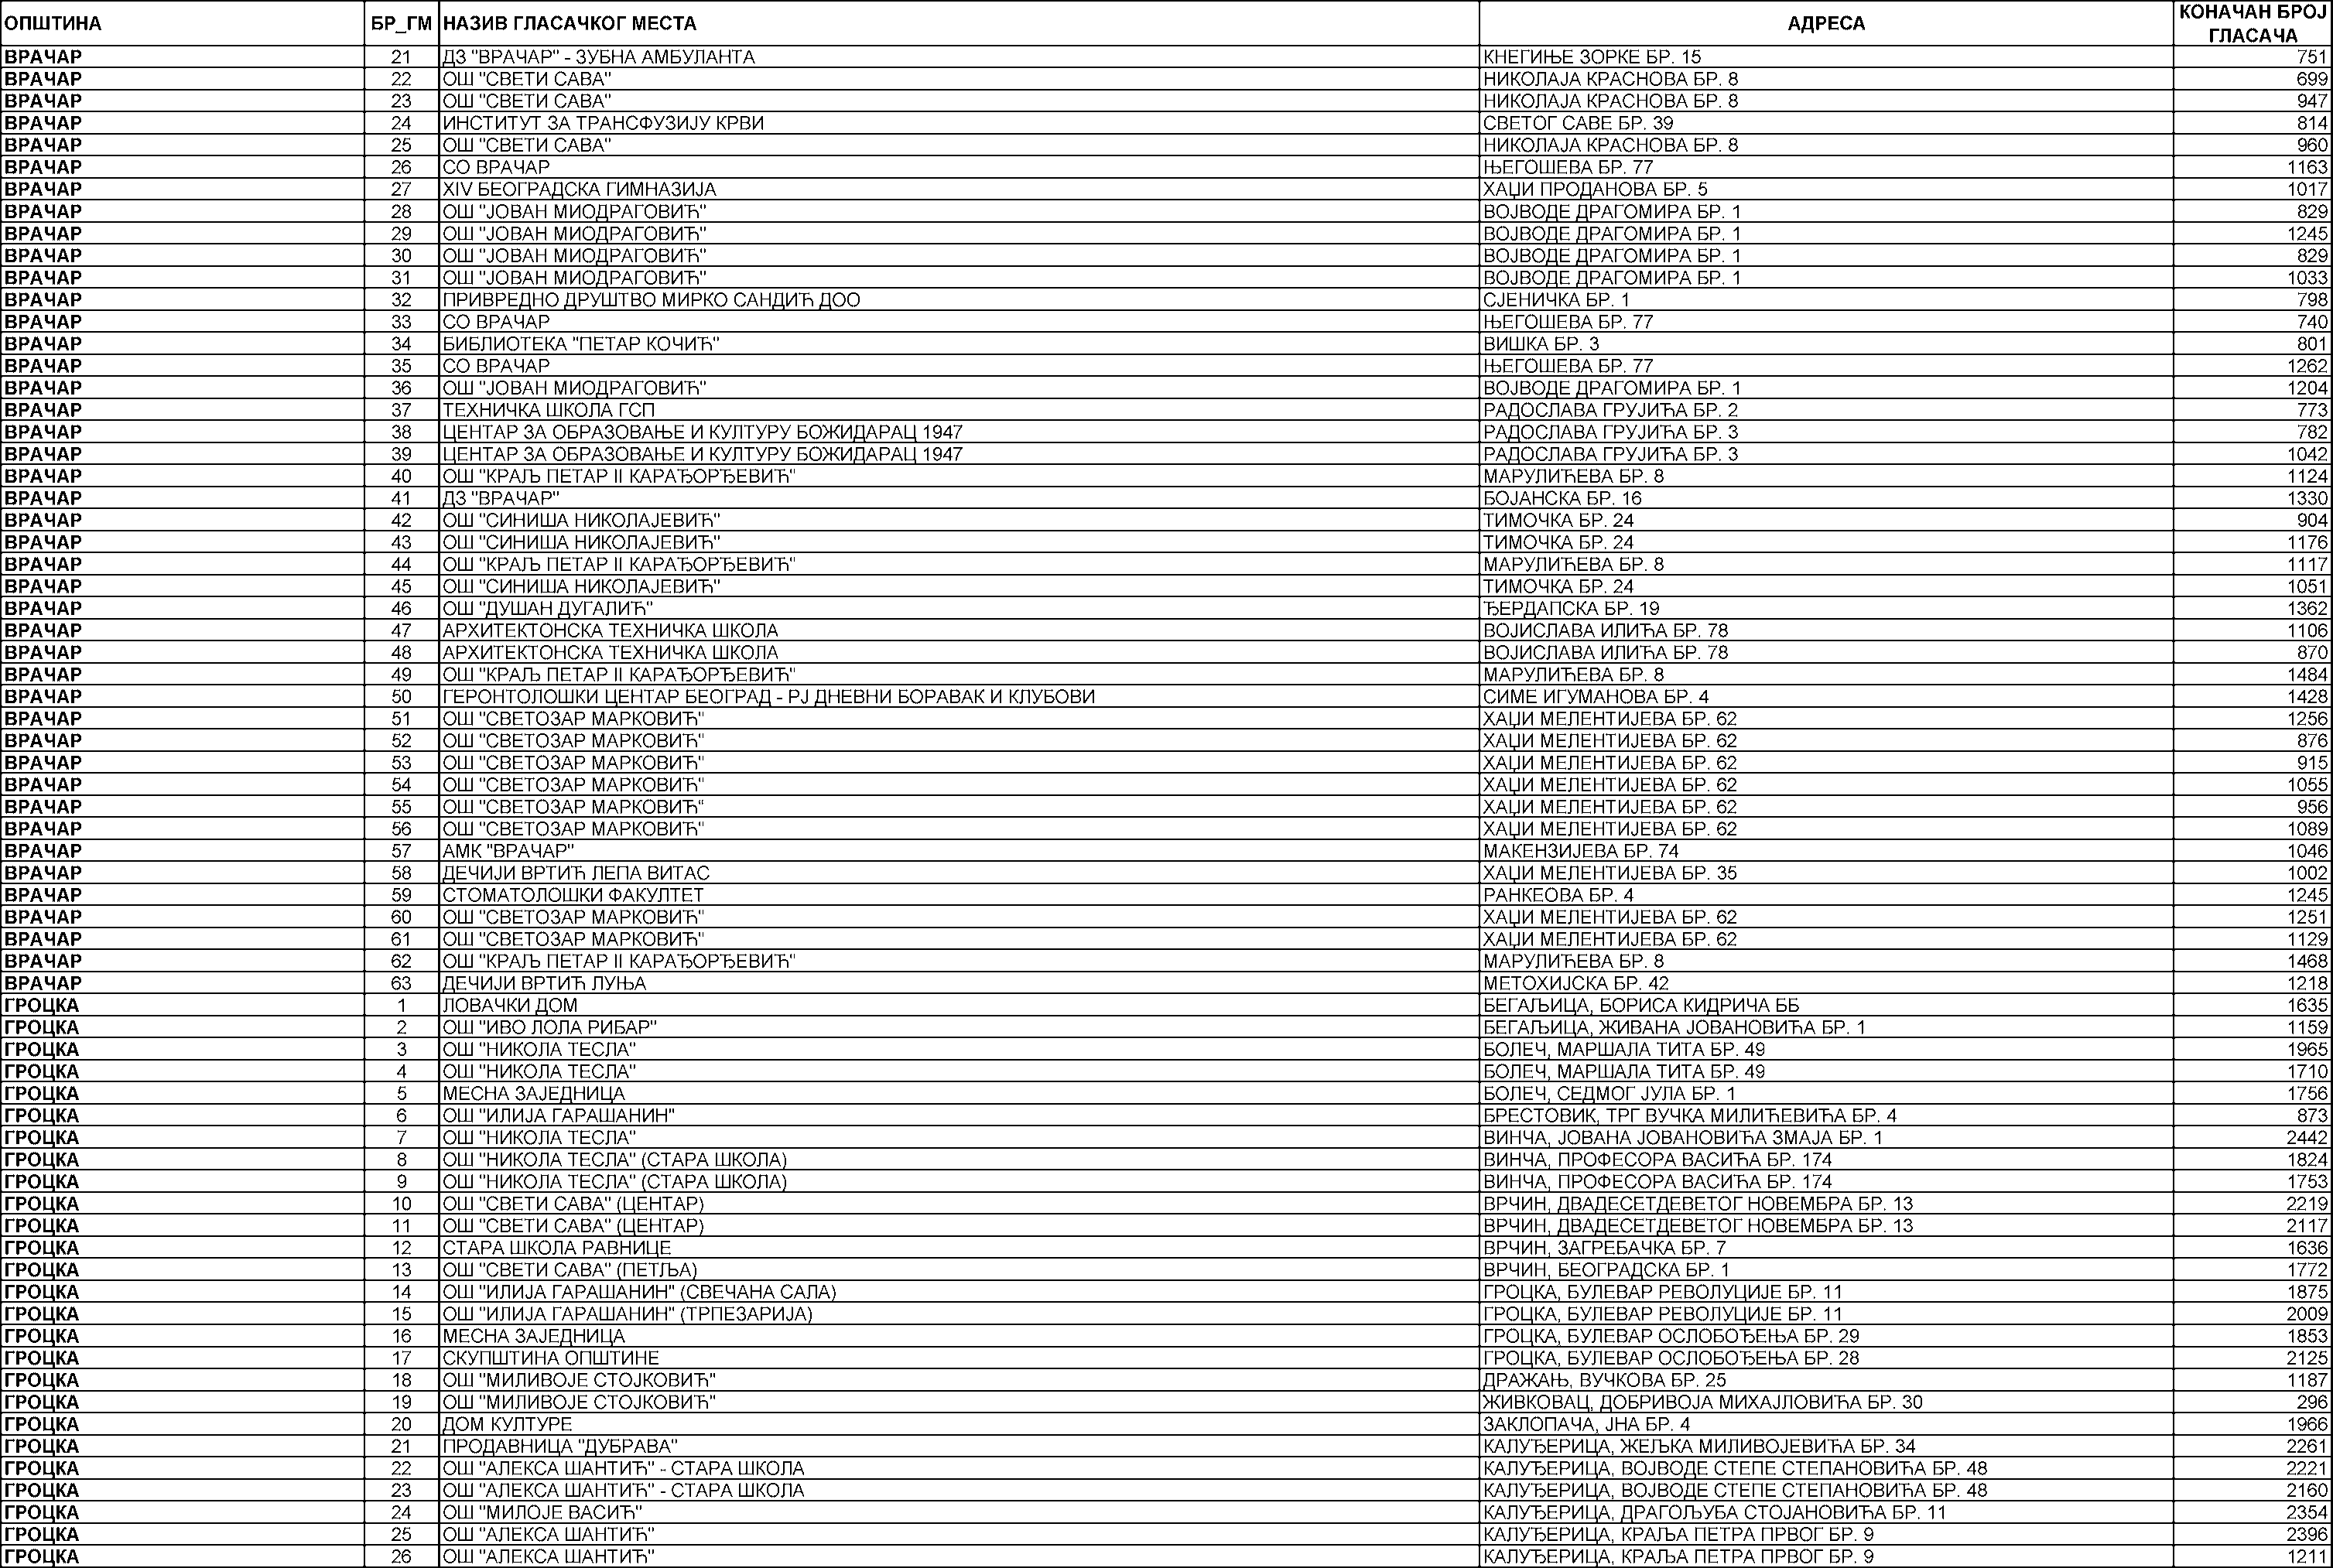 ОПШТИНА БР_ГМ НАЗИВ ГЛАСАЧКОГ МЕСТА АДРЕСА КОНАЧАН БРОЈ ГЛАСАЧА
ВРАЧАР 21 ДЗ "ВРАЧАР" - ЗУБНА АМБУЛАНТА КНЕГИЊЕ ЗОРКЕ БР. 15 751
ВРАЧАР 22 ОШ "СВЕТИ САВА" НИКОЛАЈА КРАСНОВА БР. 8 699
ВРАЧАР 23 ОШ "СВЕТИ САВА" НИКОЛАЈА КРАСНОВА БР. 8 947
ВРАЧАР 24 ИНСТИТУТ ЗА ТРАНСФУЗИЈУ КРВИ СВЕТОГ САВЕ БР. 39 814
ВРАЧАР 25 ОШ "СВЕТИ САВА" НИКОЛАЈА КРАСНОВА БР. 8 960
ВРАЧАР 26 СО ВРАЧАР ЊЕГОШЕВА БР. 77 1163
ВРАЧАР 27 XIV БЕОГРАДСКА ГИМНАЗИЈА ХАЏИ ПРОДАНОВА БР. 5 1017
ВРАЧАР 28 ОШ "ЈОВАН МИОДРАГОВИЋ" ВОЈВОДЕ ДРАГОМИРА БР. 1 829
ВРАЧАР 29 ОШ "ЈОВАН МИОДРАГОВИЋ" ВОЈВОДЕ ДРАГОМИРА БР. 1 1245
ВРАЧАР 30 ОШ "ЈОВАН МИОДРАГОВИЋ" ВОЈВОДЕ ДРАГОМИРА БР. 1 829
ВРАЧАР 31 ОШ "ЈОВАН МИОДРАГОВИЋ" ВОЈВОДЕ ДРАГОМИРА БР. 1 1033
ВРАЧАР 32 ПРИВРЕДНО ДРУШТВО МИРКО САНДИЋ ДОО СЈЕНИЧКА БР. 1 798
ВРАЧАР 33 СО ВРАЧАР ЊЕГОШЕВА БР. 77 740
ВРАЧАР 34 БИБЛИОТЕКА "ПЕТАР КОЧИЋ" ВИШКА БР. 3 801
ВРАЧАР 35 СО ВРАЧАР ЊЕГОШЕВА БР. 77 1262
ВРАЧАР 36 ОШ "ЈОВАН МИОДРАГОВИЋ" ВОЈВОДЕ ДРАГОМИРА БР. 1 1204
ВРАЧАР 37 ТЕХНИЧКА ШКОЛА ГСП РАДОСЛАВА ГРУЈИЋА БР. 2 773
ВРАЧАР 38 ЦЕНТАР ЗА ОБРАЗОВАЊЕ И КУЛТУРУ БОЖИДАРАЦ 1947 РАДОСЛАВА ГРУЈИЋА БР. 3 782
ВРАЧАР 39 ЦЕНТАР ЗА ОБРАЗОВАЊЕ И КУЛТУРУ БОЖИДАРАЦ 1947 РАДОСЛАВА ГРУЈИЋА БР. 3 1042
ВРАЧАР 40 ОШ "КРАЉ ПЕТАР II КАРАЂОРЂЕВИЋ" МАРУЛИЋЕВА БР. 8 1124
ВРАЧАР 41 ДЗ "ВРАЧАР" БОЈАНСКА БР. 16 1330
ВРАЧАР 42 ОШ "СИНИША НИКОЛАЈЕВИЋ" ТИМОЧКА БР. 24 904
ВРАЧАР 43 ОШ "СИНИША НИКОЛАЈЕВИЋ" ТИМОЧКА БР. 24 1176
ВРАЧАР 44 ОШ "КРАЉ ПЕТАР II КАРАЂОРЂЕВИЋ" МАРУЛИЋЕВА БР. 8 1117
ВРАЧАР 45 ОШ "СИНИША НИКОЛАЈЕВИЋ" ТИМОЧКА БР. 24 1051
ВРАЧАР 46 ОШ "ДУШАН ДУГАЛИЋ" ЂЕРДАПСКА БР. 19 1362
ВРАЧАР 47 АРХИТЕКТОНСКА ТЕХНИЧКА ШКОЛА ВОЈИСЛАВА ИЛИЋА БР. 78 1106
ВРАЧАР 48 АРХИТЕКТОНСКА ТЕХНИЧКА ШКОЛА ВОЈИСЛАВА ИЛИЋА БР. 78 870
ВРАЧАР 49 ОШ "КРАЉ ПЕТАР II КАРАЂОРЂЕВИЋ" МАРУЛИЋЕВА БР. 8 1484
ВРАЧАР 50 ГЕРОНТОЛОШКИ ЦЕНТАР БЕОГРАД - РЈ ДНЕВНИ БОРАВАК И КЛУБОВИ СИМЕ ИГУМАНОВА БР. 4 1428
ВРАЧАР 51 ОШ "СВЕТОЗАР МАРКОВИЋ" ХАЏИ МЕЛЕНТИЈЕВА БР. 62 1256
ВРАЧАР 52 ОШ "СВЕТОЗАР МАРКОВИЋ" ХАЏИ МЕЛЕНТИЈЕВА БР. 62 876
ВРАЧАР 53 ОШ "СВЕТОЗАР МАРКОВИЋ" ХАЏИ МЕЛЕНТИЈЕВА БР. 62 915
ВРАЧАР 54 ОШ "СВЕТОЗАР МАРКОВИЋ" ХАЏИ МЕЛЕНТИЈЕВА БР. 62 1055
ВРАЧАР 55 ОШ "СВЕТОЗАР МАРКОВИЋ" ХАЏИ МЕЛЕНТИЈЕВА БР. 62 956
ВРАЧАР 56 ОШ "СВЕТОЗАР МАРКОВИЋ" ХАЏИ МЕЛЕНТИЈЕВА БР. 62 1089
ВРАЧАР 57 АМК "ВРАЧАР" МАКЕНЗИЈЕВА БР. 74 1046
ВРАЧАР 58 ДЕЧИЈИ ВРТИЋ ЛЕПА ВИТАС ХАЏИ МЕЛЕНТИЈЕВА БР. 35 1002
ВРАЧАР 59 СТОМАТОЛОШКИ ФАКУЛТЕТ РАНКЕОВА БР. 4 1245
ВРАЧАР 60 ОШ "СВЕТОЗАР МАРКОВИЋ" ХАЏИ МЕЛЕНТИЈЕВА БР. 62 1251
ВРАЧАР 61 ОШ "СВЕТОЗАР МАРКОВИЋ" ХАЏИ МЕЛЕНТИЈЕВА БР. 62 1129
ВРАЧАР 62 ОШ "КРАЉ ПЕТАР II КАРАЂОРЂЕВИЋ" МАРУЛИЋЕВА БР. 8 1468
ВРАЧАР 63 ДЕЧИЈИ ВРТИЋ ЛУЊА МЕТОХИЈСКА БР. 42 1218
ГРОЦКА 1 ЛОВАЧКИ ДОМ БЕГАЉИЦА, БОРИСА КИДРИЧА ББ 1635
ГРОЦКА 2 ОШ "ИВО ЛОЛА РИБАР" БЕГАЉИЦА, ЖИВАНА ЈОВАНОВИЋА БР. 1 1159
ГРОЦКА 3 ОШ "НИКОЛА ТЕСЛА" БОЛЕЧ, МАРШАЛА ТИТА БР. 49 1965
ГРОЦКА 4 ОШ "НИКОЛА ТЕСЛА" БОЛЕЧ, МАРШАЛА ТИТА БР. 49 1710
ГРОЦКА 5 МЕСНА ЗАЈЕДНИЦА БОЛЕЧ, СЕДМОГ ЈУЛА БР. 1 1756
ГРОЦКА 6 ОШ "ИЛИЈА ГАРАШАНИН" БРЕСТОВИК, ТРГ ВУЧКА МИЛИЋЕВИЋА БР. 4 873
ГРОЦКА 7 ОШ "НИКОЛА ТЕСЛА" ВИНЧА, ЈОВАНА ЈОВАНОВИЋА ЗМАЈА БР. 1 2442
ГРОЦКА 8 ОШ "НИКОЛА ТЕСЛА" (СТАРА ШКОЛА) ВИНЧА, ПРОФЕСОРА ВАСИЋА БР. 174 1824
ГРОЦКА 9 ОШ "НИКОЛА ТЕСЛА" (СТАРА ШКОЛА) ВИНЧА, ПРОФЕСОРА ВАСИЋА БР. 174 1753
ГРОЦКА 10 ОШ "СВЕТИ САВА" (ЦЕНТАР) ВРЧИН, ДВАДЕСЕТДЕВЕТОГ НОВЕМБРА БР. 13 2219
ГРОЦКА 11 ОШ "СВЕТИ САВА" (ЦЕНТАР) ВРЧИН, ДВАДЕСЕТДЕВЕТОГ НОВЕМБРА БР. 13 2117
ГРОЦКА 12 СТАРА ШКОЛА РАВНИЦЕ ВРЧИН, ЗАГРЕБАЧКА БР. 7 1636
ГРОЦКА 13 ОШ "СВЕТИ САВА" (ПЕТЉА) ВРЧИН, БЕОГРАДСКА БР. 1 1772
ГРОЦКА 14 ОШ "ИЛИЈА ГАРАШАНИН" (СВЕЧАНА САЛА) ГРОЦКА, БУЛЕВАР РЕВОЛУЦИЈЕ БР. 11 1875
ГРОЦКА 15 ОШ "ИЛИЈА ГАРАШАНИН" (ТРПЕЗАРИЈА) ГРОЦКА, БУЛЕВАР РЕВОЛУЦИЈЕ БР. 11 2009
ГРОЦКА 16 МЕСНА ЗАЈЕДНИЦА ГРОЦКА, БУЛЕВАР ОСЛОБОЂЕЊА БР. 29 1853
ГРОЦКА 17 СКУПШТИНА ОПШТИНЕ ГРОЦКА, БУЛЕВАР ОСЛОБОЂЕЊА БР. 28 2125
ГРОЦКА 18 ОШ "МИЛИВОЈЕ СТОЈКОВИЋ" ДРАЖАЊ, ВУЧКОВА БР. 25 1187
ГРОЦКА 19 ОШ "МИЛИВОЈЕ СТОЈКОВИЋ" ЖИВКОВАЦ, ДОБРИВОЈА МИХАЈЛОВИЋА БР. 30 296
ГРОЦКА 20 ДОМ КУЛТУРЕ ЗАКЛОПАЧА, ЈНА БР. 4 1966
ГРОЦКА 21 ПРОДАВНИЦА "ДУБРАВА" КАЛУЂЕРИЦА, ЖЕЉКА МИЛИВОЈЕВИЋА БР. 34 2261
ГРОЦКА 22 ОШ "АЛЕКСА ШАНТИЋ" - СТАРА ШКОЛА КАЛУЂЕРИЦА, ВОЈВОДЕ СТЕПЕ СТЕПАНОВИЋА БР. 48 2221
ГРОЦКА 23 ОШ "АЛЕКСА ШАНТИЋ" - СТАРА ШКОЛА КАЛУЂЕРИЦА, ВОЈВОДЕ СТЕПЕ СТЕПАНОВИЋА БР. 48 2160
ГРОЦКА 24 ОШ "МИЛОЈЕ ВАСИЋ" КАЛУЂЕРИЦА, ДРАГОЉУБА СТОЈАНОВИЋА БР. 11 2354
ГРОЦКА 25 ОШ "АЛЕКСА ШАНТИЋ" КАЛУЂЕРИЦА, КРАЉА ПЕТРА ПРВОГ БР. 9 2396
ГРОЦКА 26 ОШ "АЛЕКСА ШАНТИЋ" КАЛУЂЕРИЦА, КРАЉА ПЕТРА ПРВОГ БР. 9 1211